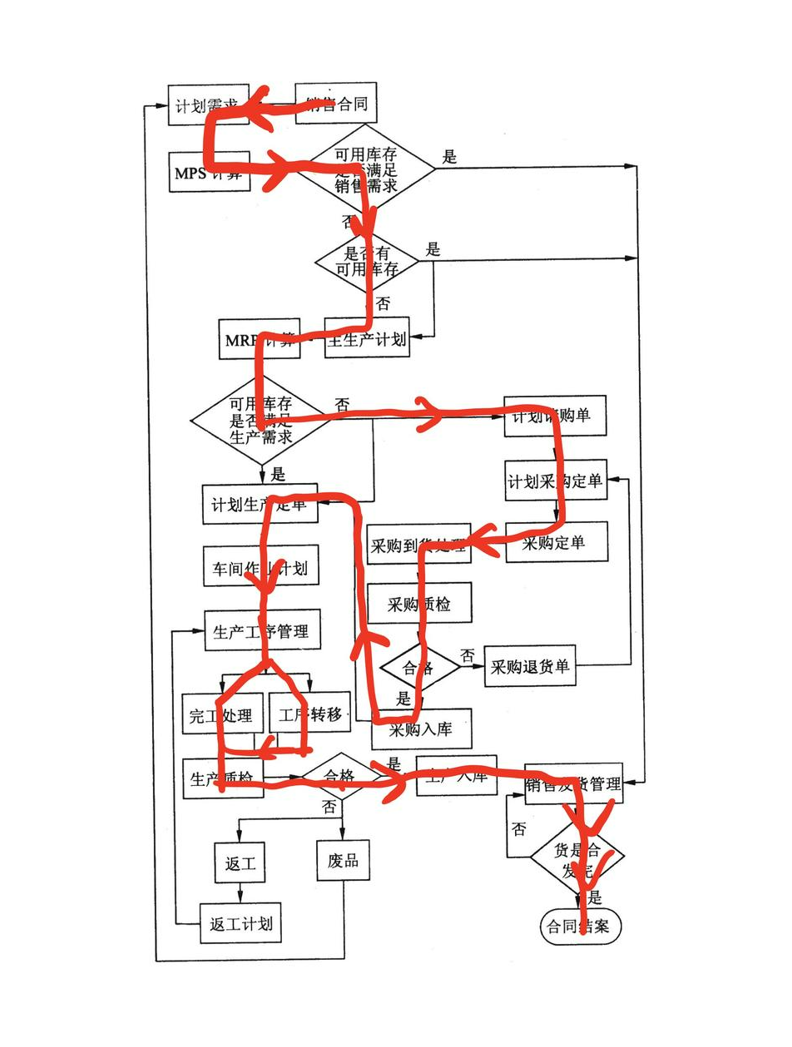 计划需求
销售合同
MPS 计算
可用库存
是否满足
销售需求
是
否
是否有
可用库存
是
否
MRP 计算
主生产计划
可用库存
是否满足
生产需求
否
是
计划请购单
计划采购定单
采购定单
计划生产定单
采购到货处理
车间作业计划
采购质检
生产工序管理
合格
否
采购退货单
是
采购入库
完工处理
工序转移
生产质检
合格
是
生产入库
销售发货管理
否
否
返工
废品
货是否
发完
是
返工计划
合同结案